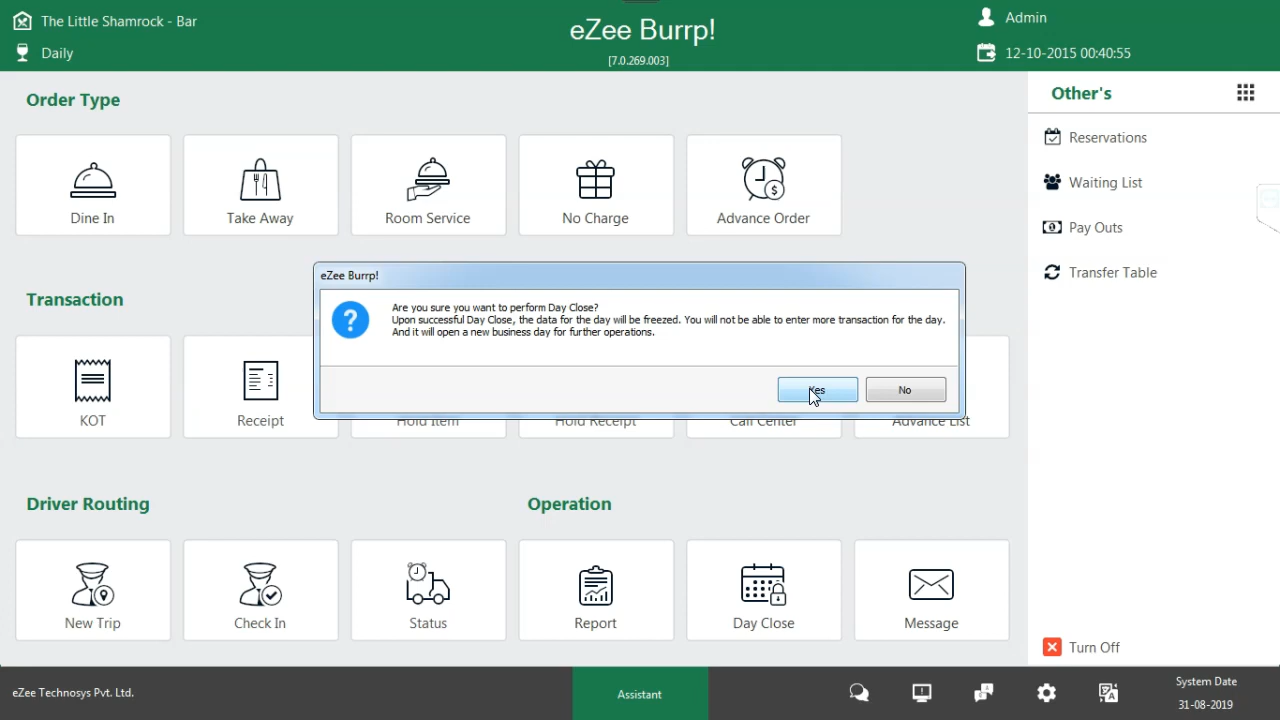 The Little Shamrock - Bar
Daily
eZee Burrp!
[7.0.269.003]
Admin
12-10-2015 00:40:55
Order Type
Dine In
Take Away
Room Service
No Charge
Advance Order
Other's
Reservations
Waiting List
Pay Outs
Transfer Table
Transaction
KOT
Receipt
Hold Item
Hold Receipt
Call Center
Advance List
eZee Burrp!
Are you sure you want to perform Day Close?
Upon successful Day Close, the data for the day will be freezed. You will not be able to enter more transaction for the day.
And it will open a new business day for further operations.
Yes
No
Driver Routing
Operation
New Trip
Check In
Status
Report
Day Close
Message
Turn Off
eZee Technosys Pvt. Ltd.
Assistant
System Date
31-08-2019